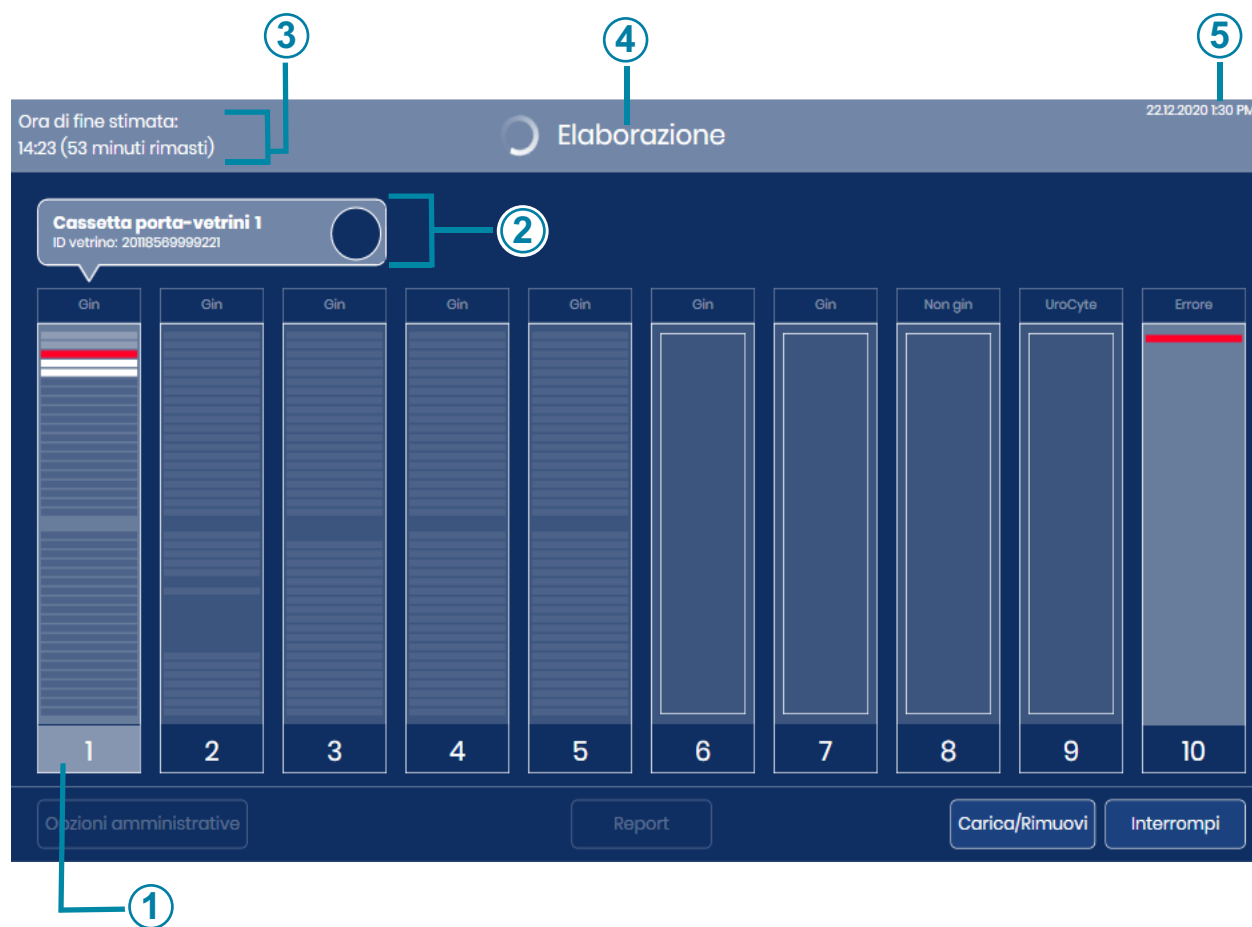 3
4
5
Ora di fine stimata:
14:23 (53 minuti rimasti)
Elaborazione
22.12.2020 1:30 PM
Cassetta porta-vetrini 1
ID vetrino: 20118569999221
2
Gin Gin Gin Gin Gin Gin Gin Non gin UroCyte Errore
1 2 3 4 5 6 7 8 9 10
Opzioni amministrative Report Carica/Rimuovi Interrompi
1